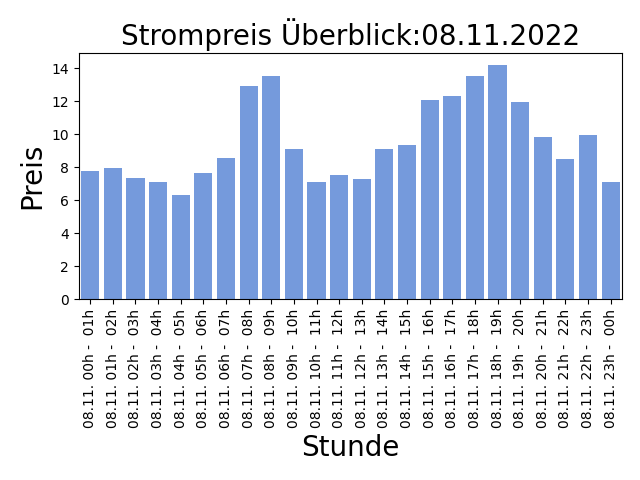 Strompreis Überblick:08.11.2022
Preis
14
12
10
8
6
4
2
0
08.11. 00h - 01h
08.11. 01h - 02h
08.11. 02h - 03h
08.11. 03h - 04h
08.11. 04h - 05h
08.11. 05h - 06h
08.11. 06h - 07h
08.11. 07h - 08h
08.11. 08h - 09h
08.11. 09h - 10h
08.11. 10h - 11h
08.11. 11h - 12h
08.11. 12h - 13h
08.11. 13h - 14h
08.11. 14h - 15h
08.11. 15h - 16h
08.11. 16h - 17h
08.11. 17h - 18h
08.11. 18h - 19h
08.11. 19h - 20h
08.11. 20h - 21h
08.11. 21h - 22h
08.11. 22h - 23h
08.11. 23h - 00h
Stunde